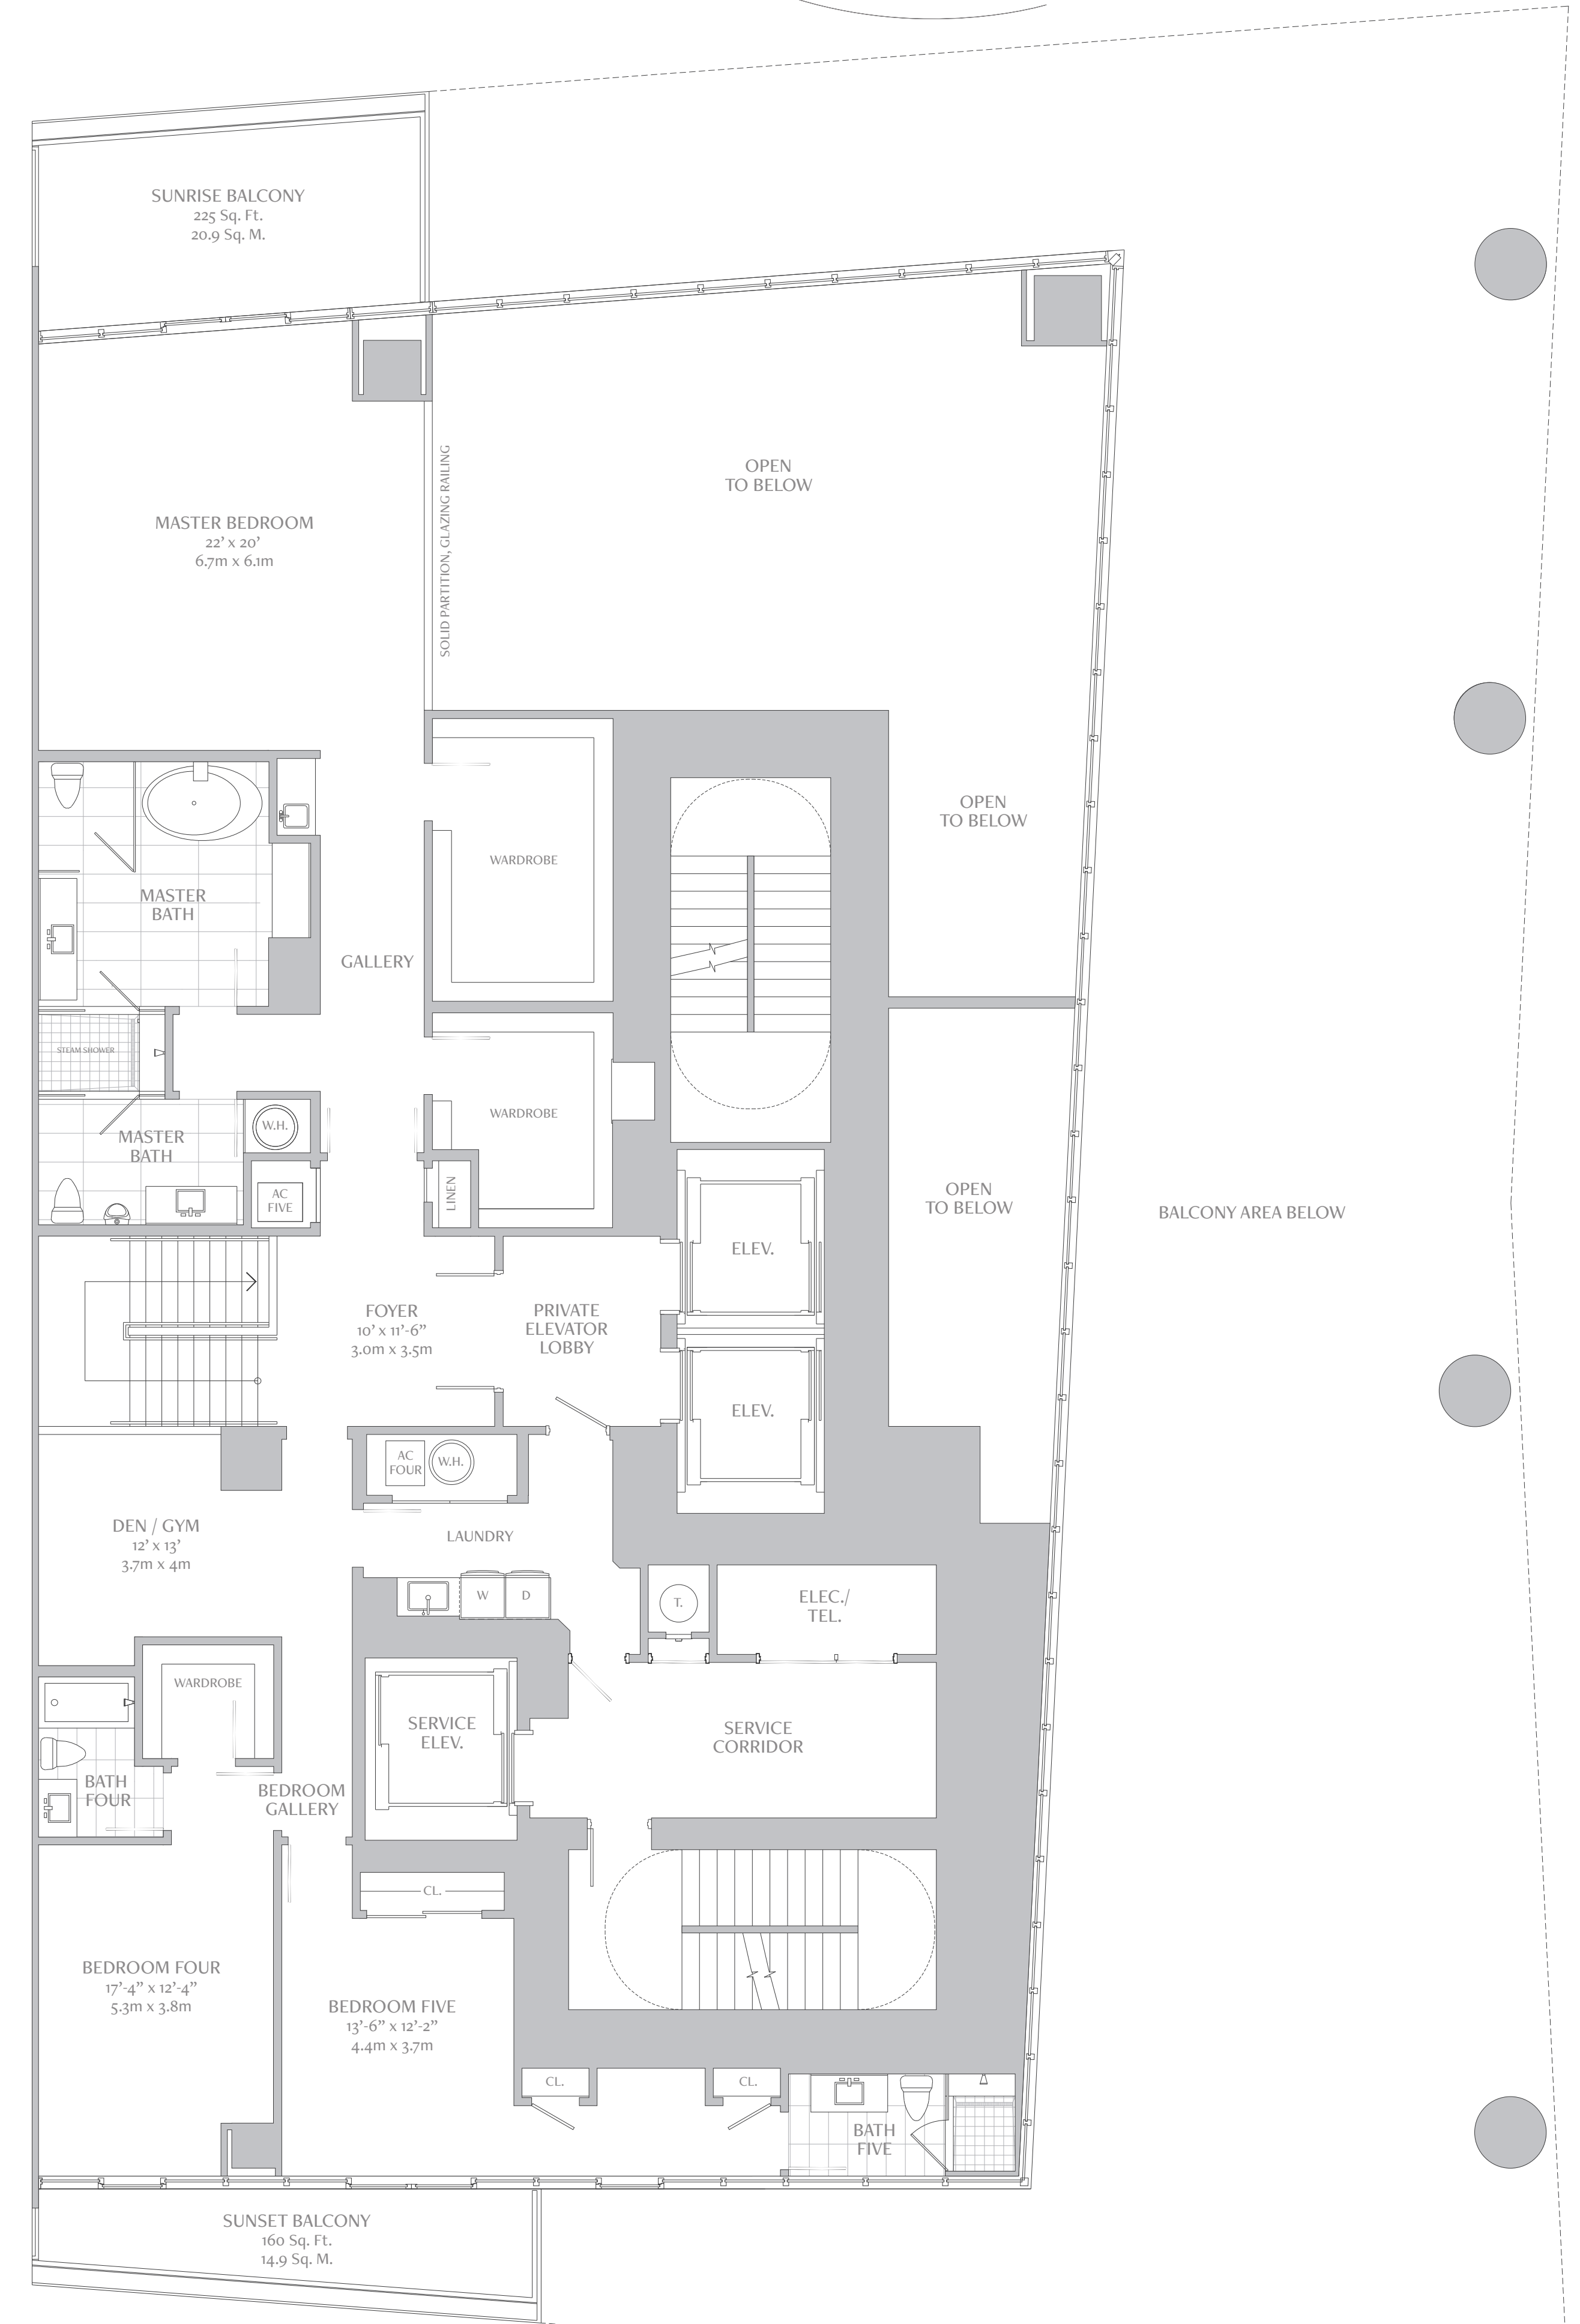 SUNRISE BALCONY
225 Sq. Ft.
20.9 Sq. M.
OPEN
TO BELOW
SOLID PARTITION, GLAZING RAILING
MASTER BEDROOM
22’ x 20’
6.7m x 6.1m
OPEN
TO BELOW
WARDROBE
MASTER
BATH
GALLERY
STEAM SHOWER
WARDROBE
W.H.
MASTER
BATH
AC
FIVE
LINEN
OPEN
TO BELOW
BALCONY AREA BELOW
ELEV.
FOYER
10’ x 11’-6”
3.0m x 3.5m
PRIVATE
ELEVATOR
LOBBY
ELEV.
AC
FOUR
W.H.
DEN / GYM
12’ x 13’
3.7m x 4m
LAUNDRY
W
D
T.
ELEC./
TEL.
WARDROBE
SERVICE
ELEV.
SERVICE
CORRIDOR
BATH
FOUR
BEDROOM
GALLERY
CL.
BEDROOM FOUR
17’-4” x 12’-4”
5.3m x 3.8m
BEDROOM FIVE
13’-6” x 12’-2”
4.4m x 3.7m
CL.
CL.
BATH
FIVE
SUNSET BALCONY
160 Sq. Ft.
14.9 Sq. M.